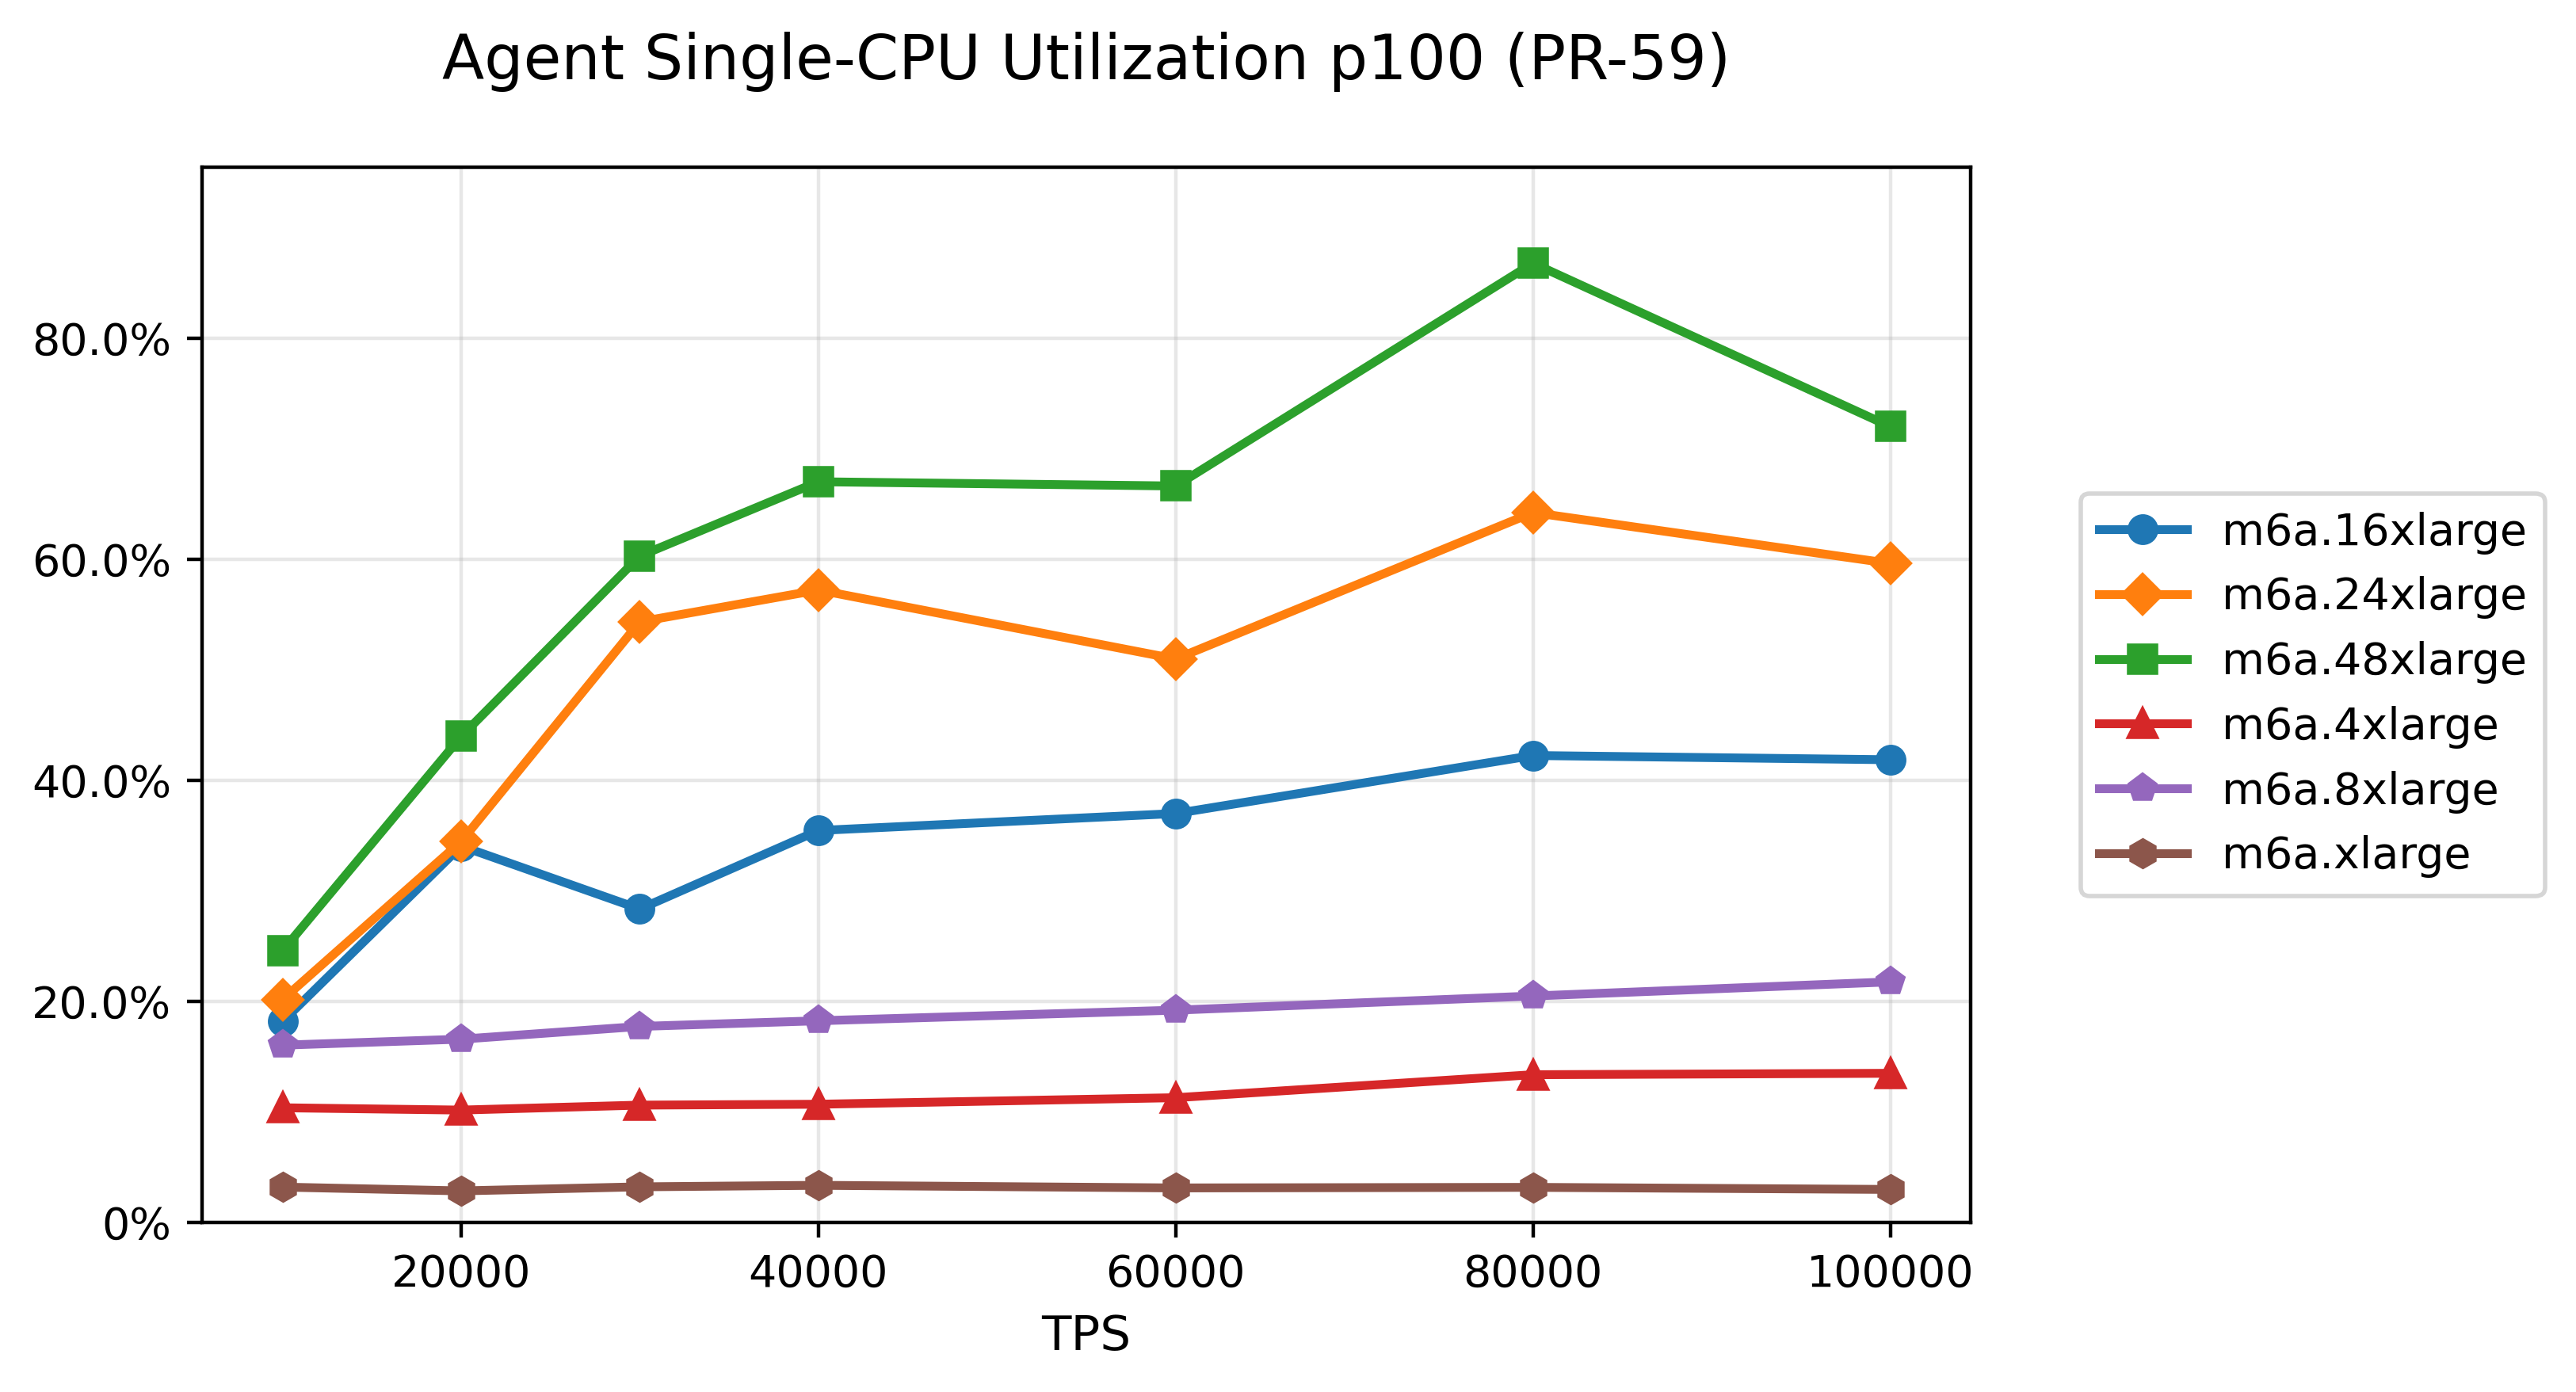 Agent Single-CPU Utilization p100 (PR-59)
80.0%
60.0%
40.0%
20.0%
0%
20000 40000 60000 80000 100000
TPS
m6a.16xlarge
m6a.24xlarge
m6a.48xlarge
m6a.4xlarge
m6a.8xlarge
m6a.xlarge